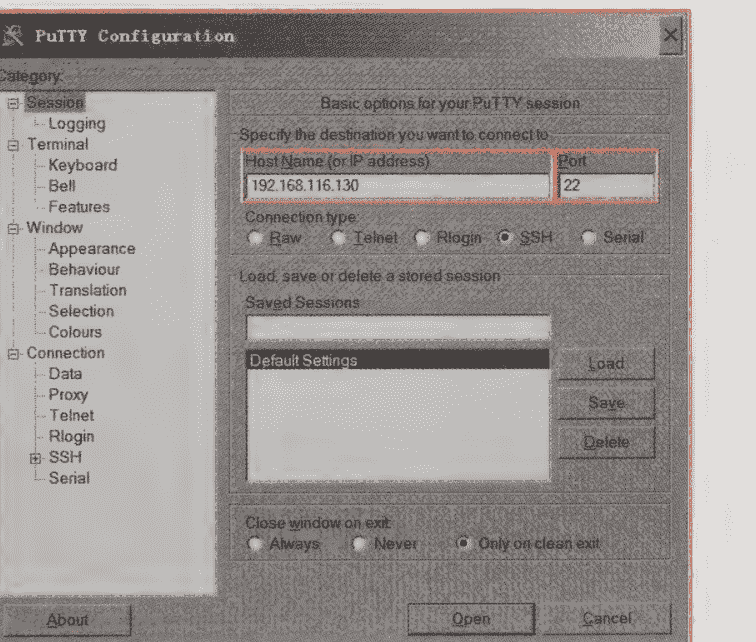 PuTTY Configuration
Category:
Session
Logging
Terminal
Keyboard
Bell
Features
Window
Appearance
Behaviour
Translation
Selection
Colours
Connection
Data
Proxy
Telnet
Rlogin
SSH
Serial
Basic options for your PuTTY session
Specify the destination you want to connect to
Host Name (or IP address) Port
192.168.116.130 22
Connection type:
Raw Telnet Rlogin SSH Serial
Load, save or delete a stored session
Saved Sessions
Default Settings
Load
Save
Delete
Close window on exit:
Always Never Only on clean exit
About Open Cancel